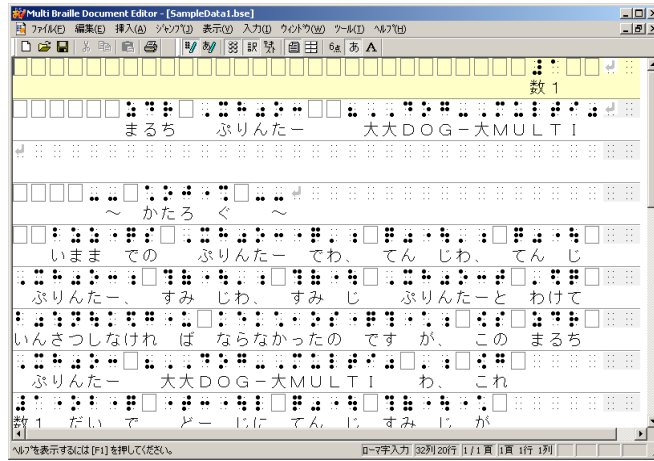 Multi Braille Document Editor - [SampleData1.bse]
ファイル(F) 編集(E) 挿入(A) ジャンプ(J) 表示(V) 入力(I) ウィンドウ(W) ツール(T) ヘルプ(H)
訳 6点 あ A
数1
まるち ぷりんたー 大大DOG-大MULTI
~ かたろ ぐ ~
いまま での ぷりんたー でわ、 てん じわ、 てん じ
ぷりんたー、 すみ じわ、 すみ じ ぷりんたーと わけて
いんさつしなけれ ば ならなかったの です が、 この まるち
ぷりんたー 大大DOG-大MULTI わ、 これ
数1 だい で どー じに てん じ すみ じ が
ヘルプを表示するには [F1] を押してください。 ローマ字入力 32列 20行 1/1頁 1頁 1行 1列